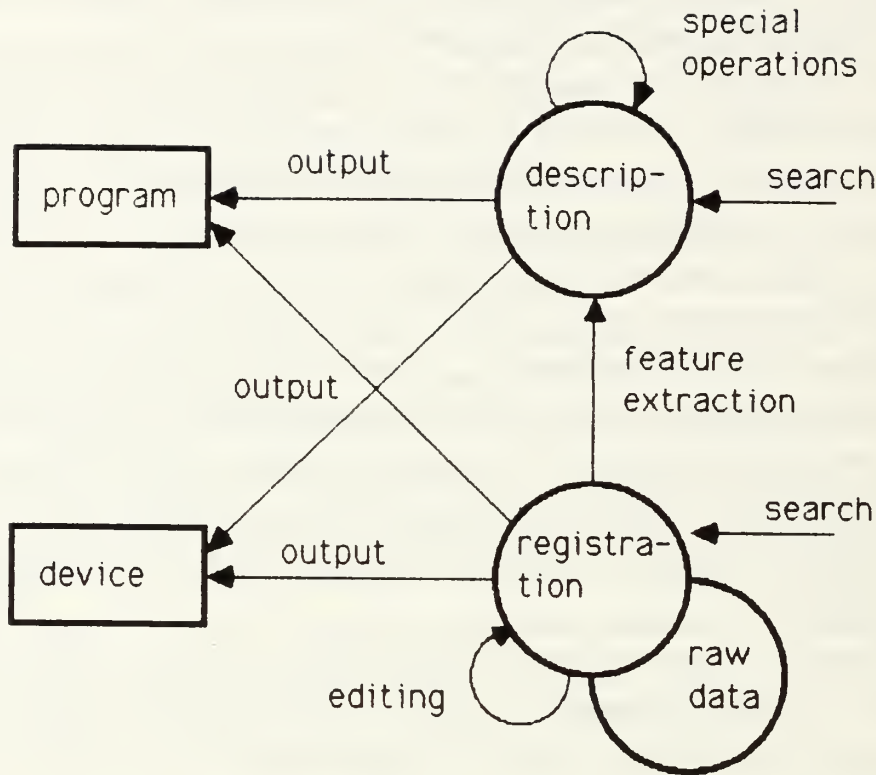 special
operations
output
search
program
descrip-
tion
feature
extraction
output
search
output
registra-
tion
device
raw
data
editing